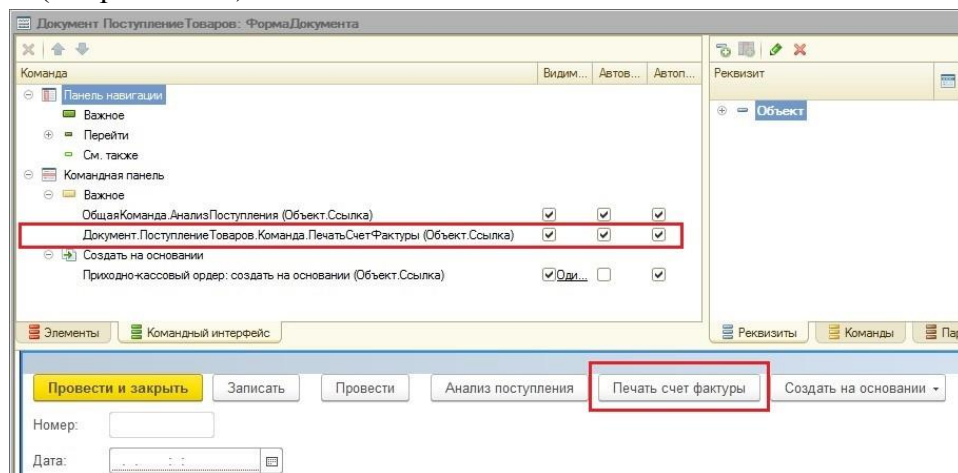 Документ ПоступлениеТоваров: ФормаДокумента
Команда Видим... Автов... Автоп... Реквизит
Панель навигации
Важное
Объект
Перейти
См. также
Командная панель
Важное
ОбщаяКоманда.АнализПоступления (Объект.Ссылка)
Документ.ПоступлениеТоваров.Команда.ПечатьСчетФактуры (Объект.Ссылка)
Создать на основании
Приходно-кассовый ордер: создать на основании (Объект.Ссылка) Оди...
Элементы Командный интерфейс Реквизиты Команды Пар
Провести и закрыть Записать Провести Анализ поступления Печать счет фактуры Создать на основании
Номер:
Дата: . . : :